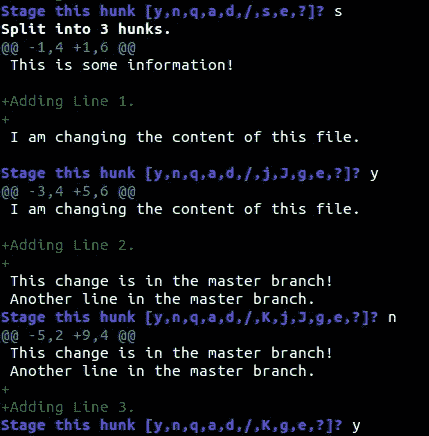 Stage this hunk [y,n,q,a,d,/,s,e,?]? s
Split into 3 hunks.
@@ -1,4 +1,6 @@
 This is some information!

+Adding Line 1.
+
 I am changing the content of this file.

Stage this hunk [y,n,q,a,d,/,j,J,g,e,?]? y
@@ -3,4 +5,6 @@
 I am changing the content of this file.

+Adding Line 2.
+
 This change is in the master branch!
 Another line in the master branch.
Stage this hunk [y,n,q,a,d,/,K,j,J,g,e,?]? n
@@ -5,2 +9,4 @@
 This change is in the master branch!
 Another line in the master branch.
+
+Adding Line 3.
Stage this hunk [y,n,q,a,d,/,K,g,e,?]? y